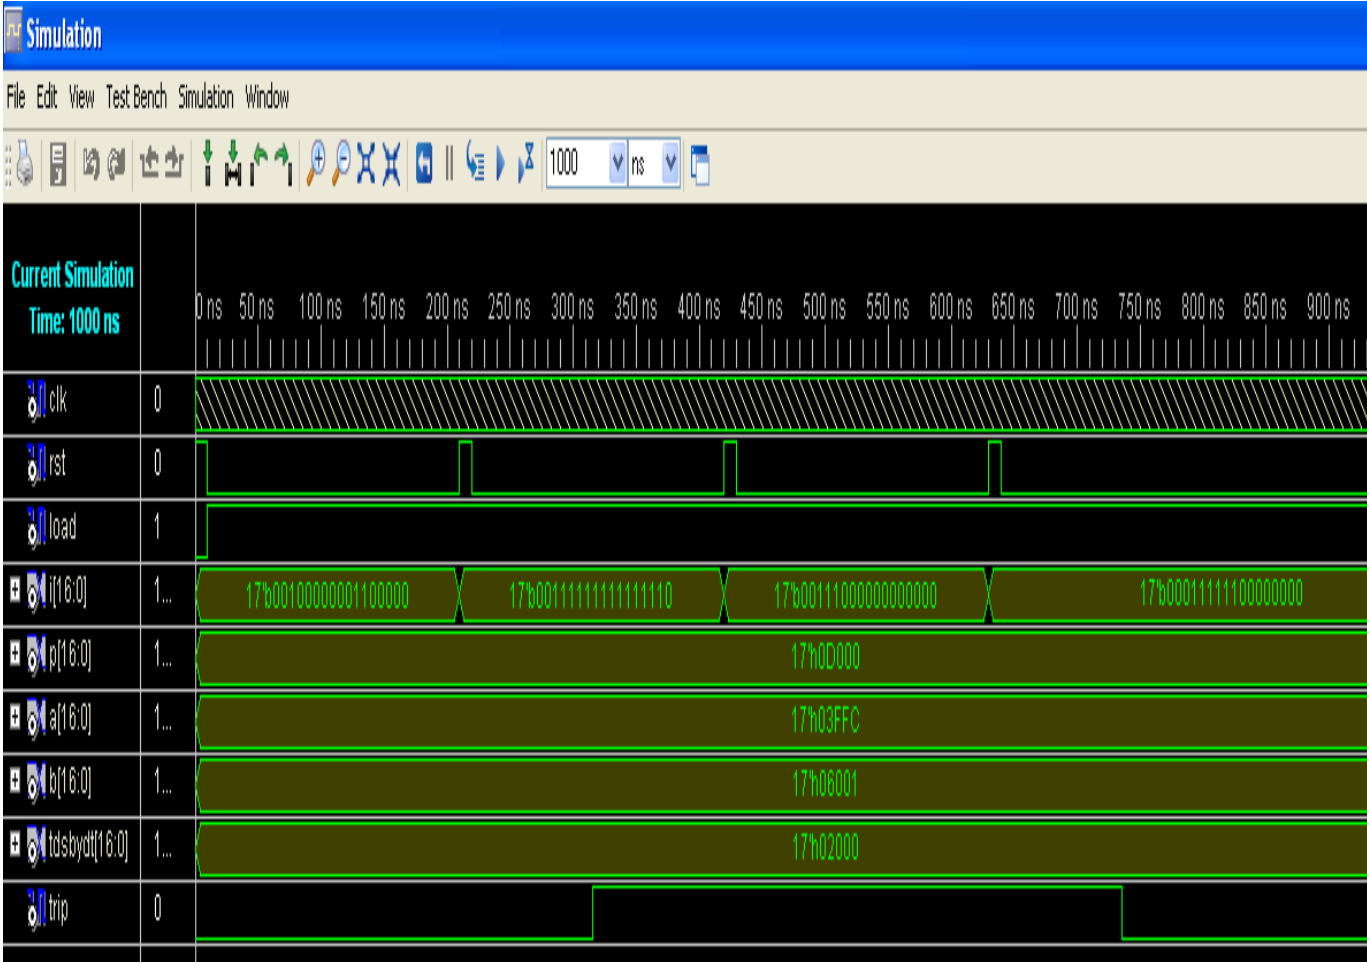 Simulation
File Edit View Test Bench Simulation Window
1000 ns
Current Simulation
Time: 1000 ns
0 ns 50 ns 100 ns 150 ns 200 ns 250 ns 300 ns 350 ns 400 ns 450 ns 500 ns 550 ns 600 ns 650 ns 700 ns 750 ns 800 ns 850 ns 900 ns
clk 0
rst 0
load 1
i[16:0] 1... 17'b00100000001100000 17'b00111111111111110 17'b00111000000000000 17'b00011111100000000
p[16:0] 1... 17'h0D000
a[16:0] 1... 17'h03FFC
b[16:0] 1... 17'h06001
tdsbydt[16:0] 1... 17'h02000
trip 0